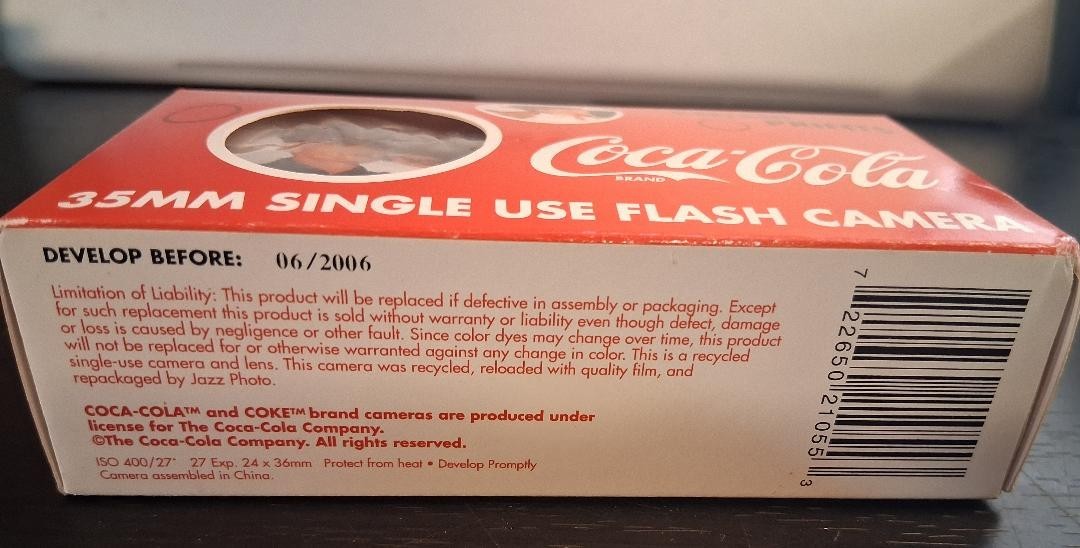 Coca-Cola
BRAND
35MM SINGLE USE FLASH CAMERA
DEVELOP BEFORE: 06/2006
Limitation of Liability: This product will be replaced if defective in assembly or packaging. Except
for such replacement this product is sold without warranty or liability even though defect, damage
or loss is caused by negligence or other fault. Since color dyes may change over time, this product
will not be replaced for or otherwise warranted against any change in color. This is a recycled
single-use camera and lens. This camera was recycled, reloaded with quality film, and
repackaged by Jazz Photo.
COCA-COLA™ and COKE™ brand cameras are produced under
license for The Coca-Cola Company.
©The Coca-Cola Company. All rights reserved.
ISO 400/27° 27 Exp. 24 x 36mm Protect from heat • Develop Promptly
Camera assembled in China.
7 22650 21055 3